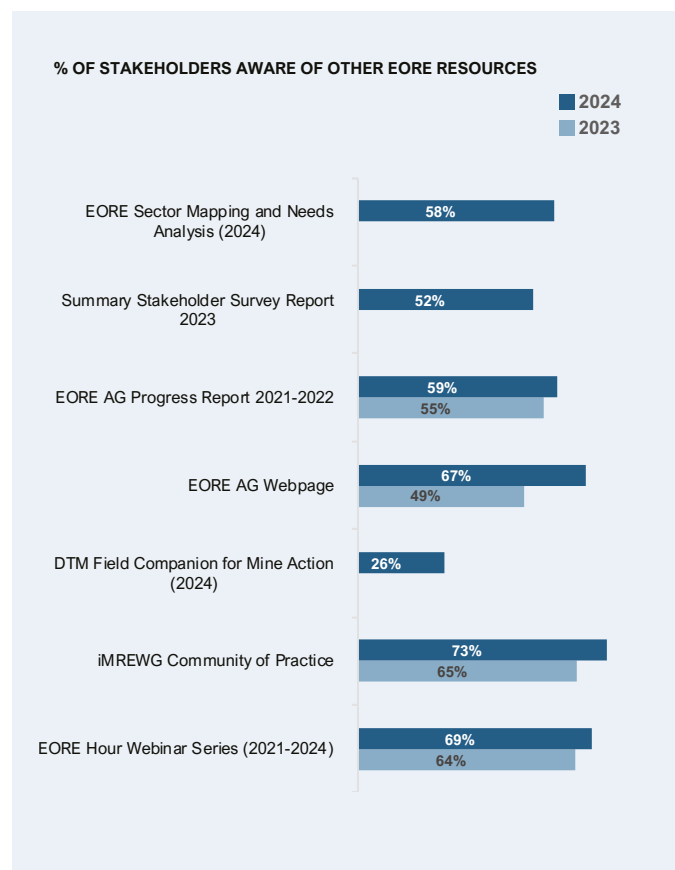 % OF STAKEHOLDERS AWARE OF OTHER EORE RESOURCES
2024
2023
EORE Sector Mapping and Needs
Analysis (2024)
58%
Summary Stakeholder Survey Report
2023
52%
EORE AG Progress Report 2021-2022
59%
55%
EORE AG Webpage
67%
49%
DTM Field Companion for Mine Action
(2024)
26%
iMREWG Community of Practice
73%
65%
EORE Hour Webinar Series (2021-2024)
69%
64%